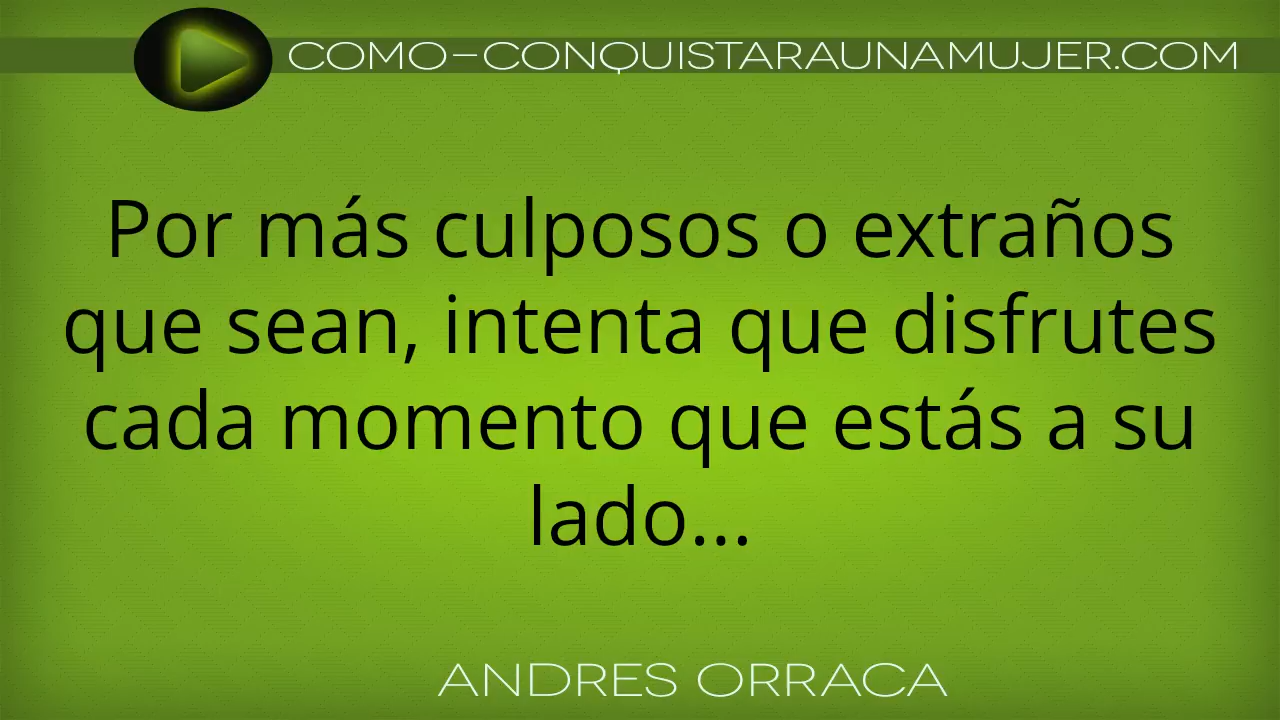 COMO-CONQUISTARAUNAMUJER.COM
Por más culposos o extraños
que sean, intenta que disfrutes
cada momento que estás a su
lado...
ANDRES ORRACA